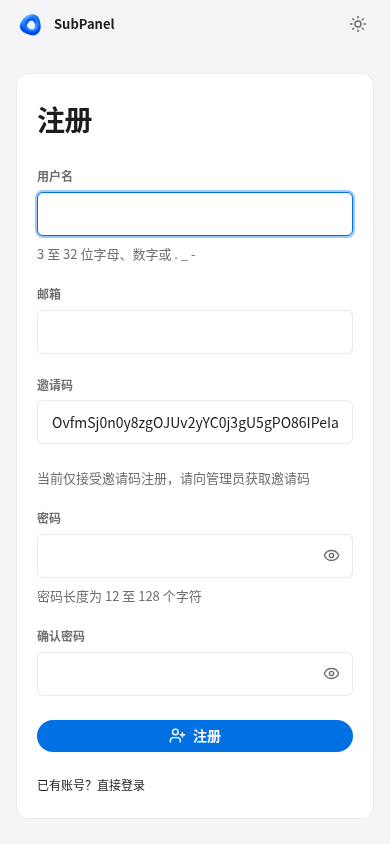 SubPanel
注册
用户名
3 至 32 位字母、数字或 . _ -
邮箱
邀请码
OvfmSj0n0y8zgOJUv2yYC0j3gU5gPO86IPeIa
当前仅接受邀请码注册，请向管理员获取邀请码
密码
密码长度为 12 至 128 个字符
确认密码
注册
已有账号？直接登录